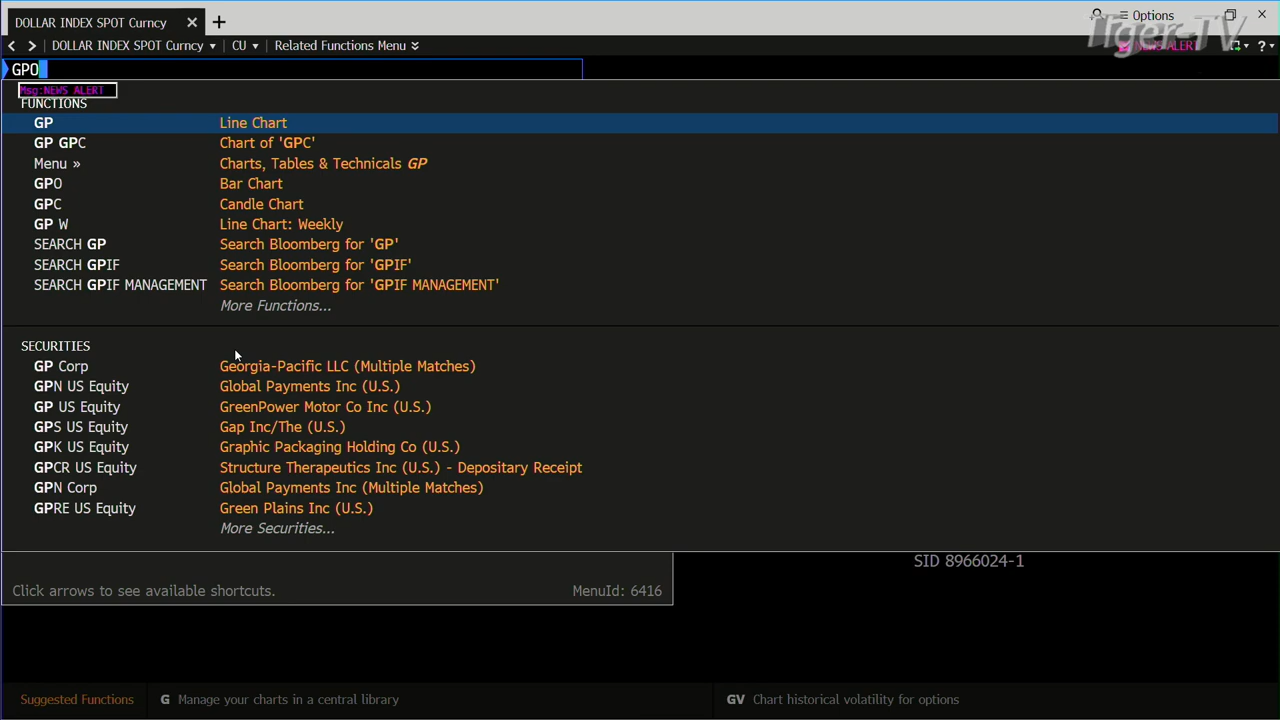 DOLLAR INDEX SPOT Curncy
Options
DOLLAR INDEX SPOT Curncy CU Related Functions Menu NEWS ALERT ?
Tiger-TV
GPO
Msg:NEWS ALERT
FUNCTIONS
GP Line Chart
GP GPC Chart of 'GPC'
Menu » Charts, Tables & Technicals GP
GPO Bar Chart
GPC Candle Chart
GP W Line Chart: Weekly
SEARCH GP Search Bloomberg for 'GP'
SEARCH GPIF Search Bloomberg for 'GPIF'
SEARCH GPIF MANAGEMENT Search Bloomberg for 'GPIF MANAGEMENT'
More Functions...
SECURITIES
GP Corp Georgia-Pacific LLC (Multiple Matches)
GPN US Equity Global Payments Inc (U.S.)
GP US Equity GreenPower Motor Co Inc (U.S.)
GPS US Equity Gap Inc/The (U.S.)
GPK US Equity Graphic Packaging Holding Co (U.S.)
GPCR US Equity Structure Therapeutics Inc (U.S.) - Depositary Receipt
GPN Corp Global Payments Inc (Multiple Matches)
GPRE US Equity Green Plains Inc (U.S.)
More Securities...
SID 8966024-1
Click arrows to see available shortcuts. MenuId: 6416
Suggested Functions G Manage your charts in a central library GV Chart historical volatility for options